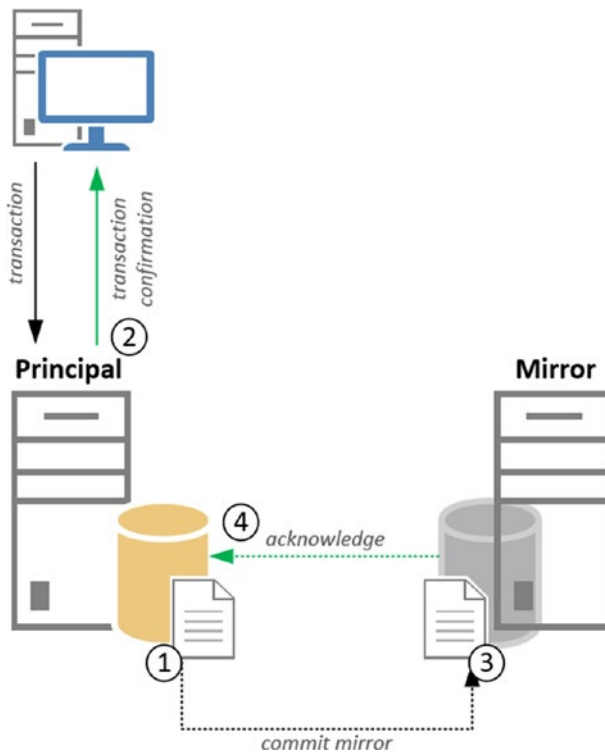 transaction
transaction
confirmation
2
Principal
Mirror
4
acknowledge
1
3
commit mirror